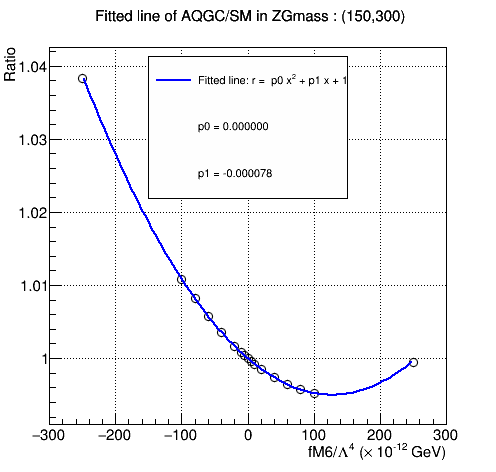 Fitted line of AQGC/SM in ZGmass : (150,300)
Ratio
1.04
1.03
1.02
1.01
1
Fitted line: r = p0 x² + p1 x + 1
p0 = 0.000000
p1 = -0.000078
−300 −200 −100 0 100 200 300
fM6/Λ⁴ (× 10⁻¹² GeV)